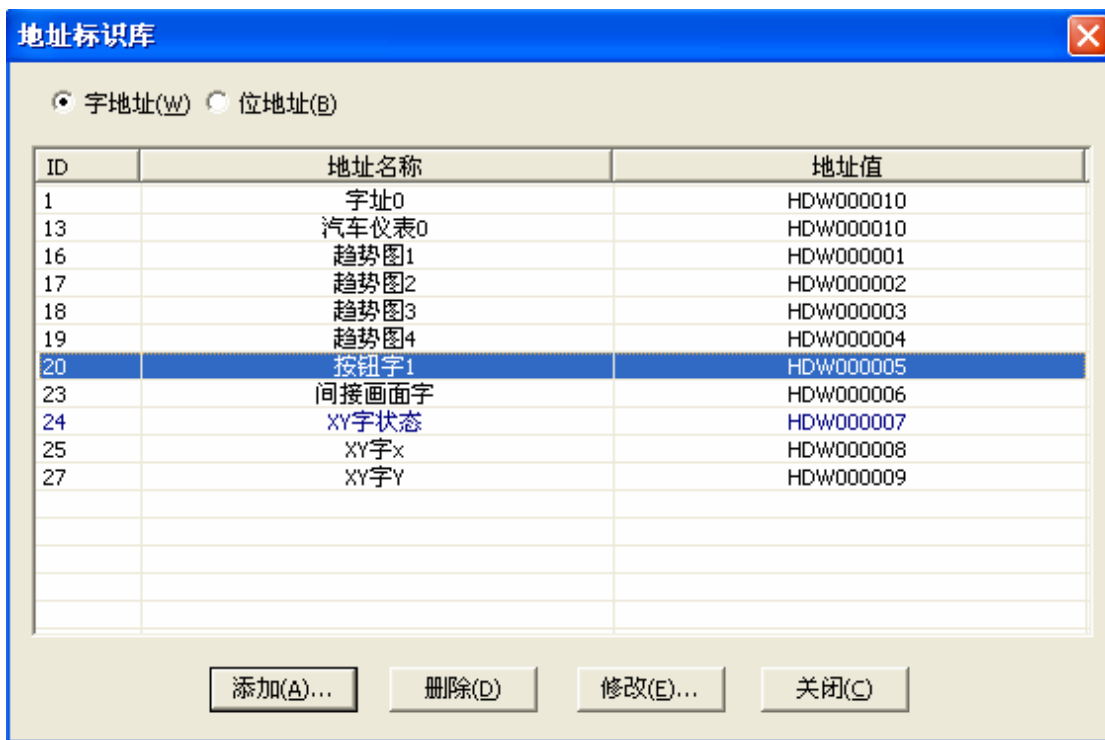 地址标识库
字地址(W) 位地址(B)
ID 地址名称 地址值
1 字址0 HDW000010
13 汽车仪表0 HDW000010
16 趋势图1 HDW000001
17 趋势图2 HDW000002
18 趋势图3 HDW000003
19 趋势图4 HDW000004
20 按钮字1 HDW000005
23 间接画面字 HDW000006
24 XY字状态 HDW000007
25 XY字x HDW000008
27 XY字Y HDW000009
添加(A)... 删除(D) 修改(E)... 关闭(C)